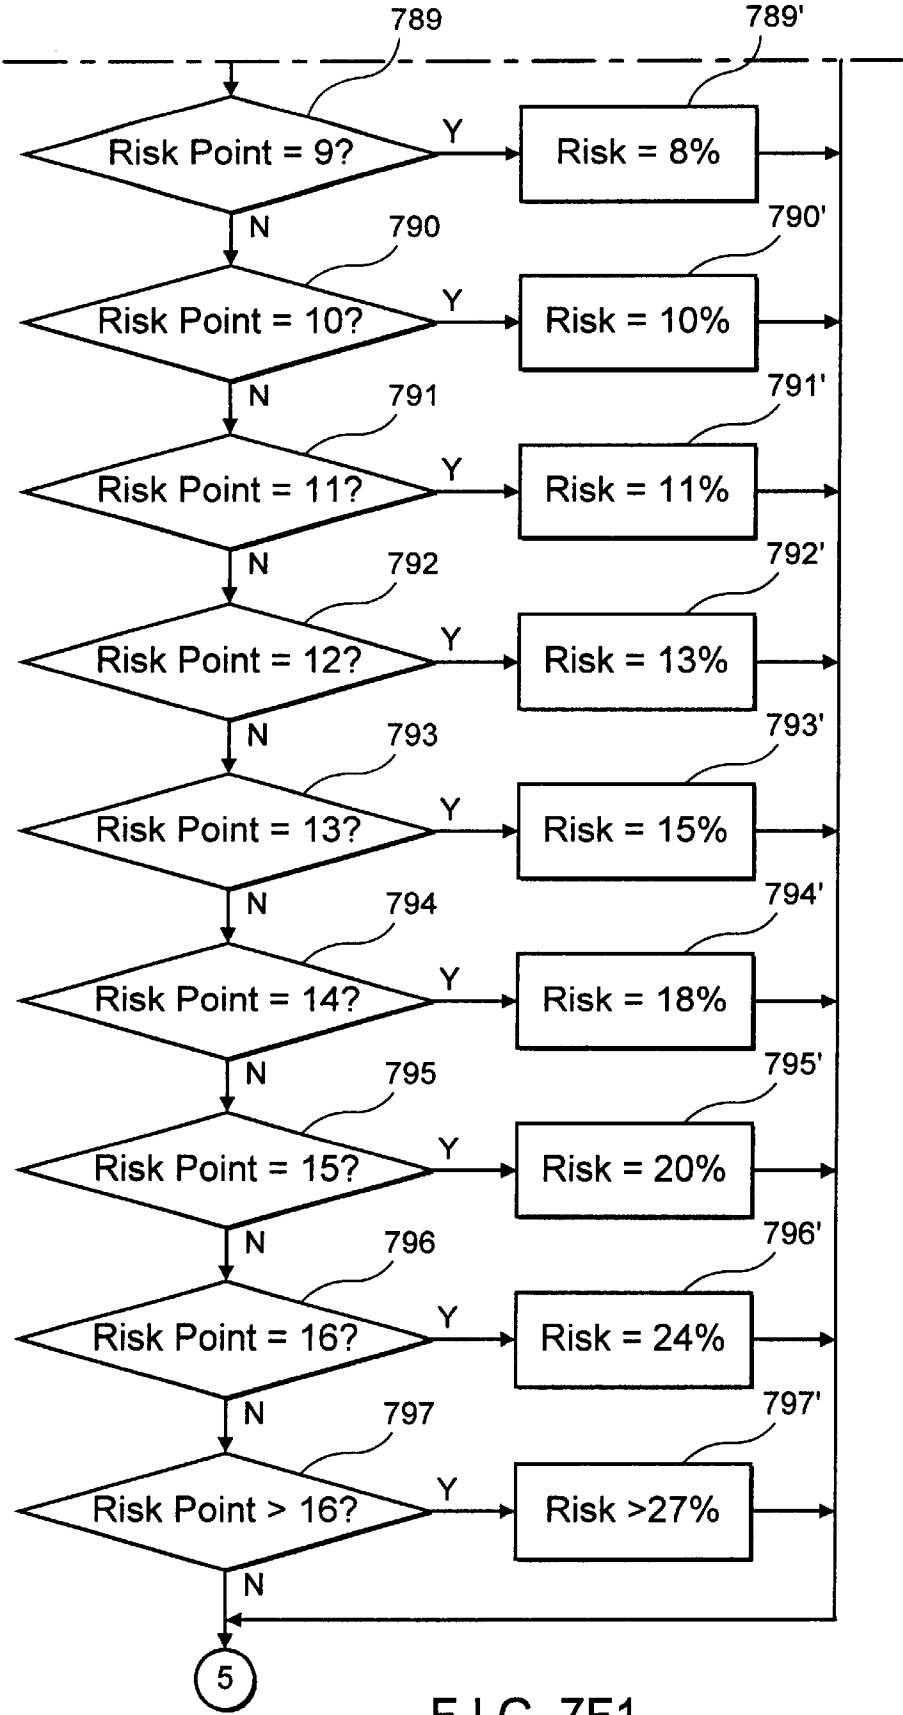 789 789'
Risk Point = 9? Y Risk = 8%
N 790 790'
Risk Point = 10? Y Risk = 10%
N 791 791'
Risk Point = 11? Y Risk = 11%
N 792 792'
Risk Point = 12? Y Risk = 13%
N 793 793'
Risk Point = 13? Y Risk = 15%
N 794 794'
Risk Point = 14? Y Risk = 18%
N 795 795'
Risk Point = 15? Y Risk = 20%
N 796 796'
Risk Point = 16? Y Risk = 24%
N 797 797'
Risk Point > 16? Y Risk >27%
N
5
FIG. 7F1